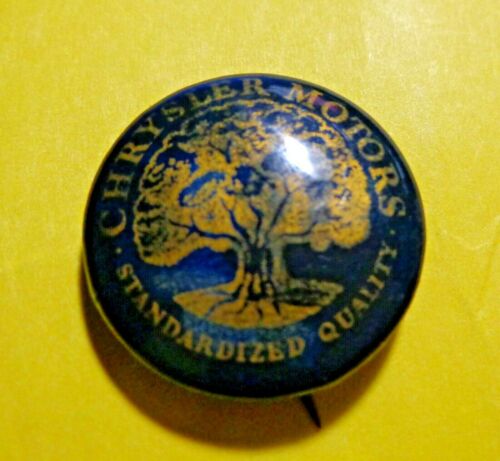 CHRYSLER MOTORS
· STANDARDIZED QUALITY ·